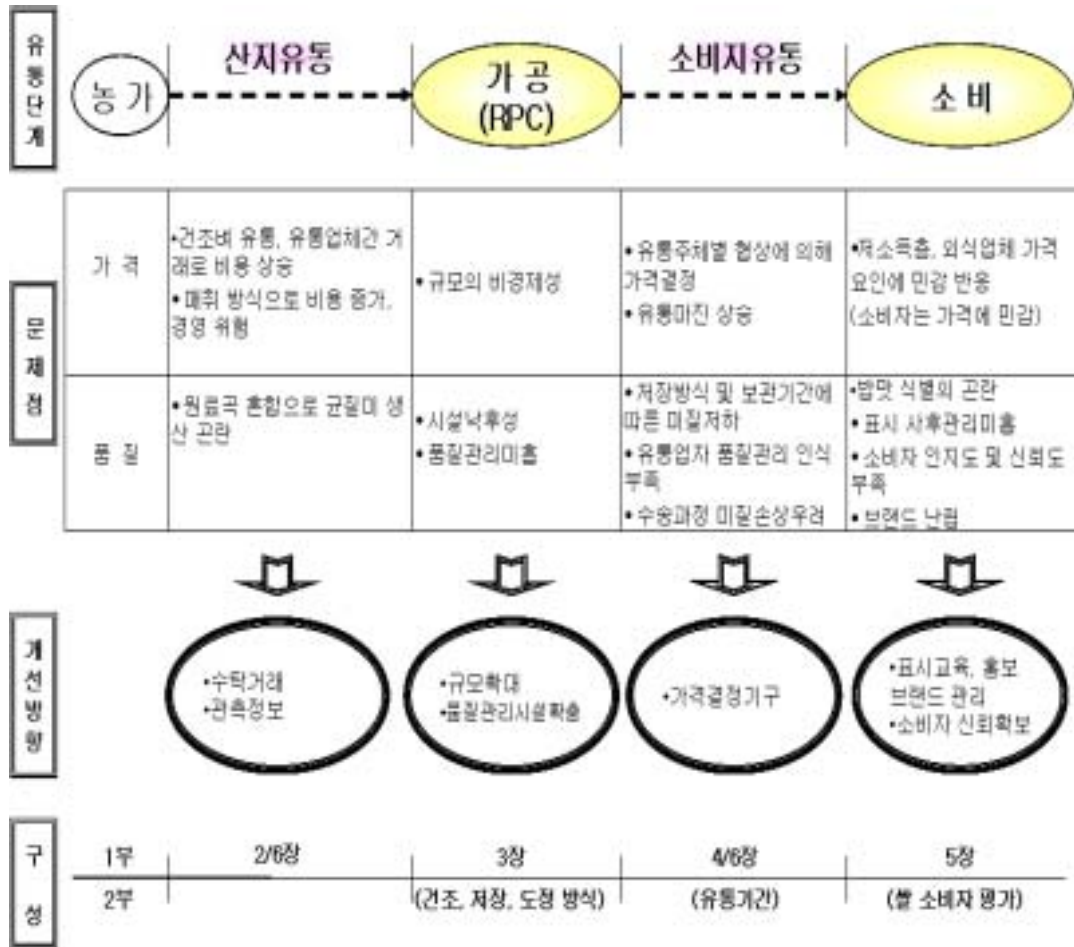 유통단계
산지유통
소비자유통
농 가
가 공
(RPC)
소 비
문제점
가 격
•건조벼 유통, 유통업체간 거
래로 비용 상승
• 매취 방식으로 비용 증가,
경영 위험
• 규모의 비경제성
• 유통주체별 협상에 의해
가격결정
• 유통마진 상승
•저소득층, 외식업체 가격
요인에 민감 반응
(소비자는 가격에 민감)
품 질
• 원료곡 혼합으로 균질미 생
산 곤란
• 시설낙후성
• 품질관리미흡
• 저장방식 및 보관기간에
따른 미질저하
• 유통업자 품질관리 인식
부족
• 수송과정 미질손상우려
•밥맛 식별의 곤란
• 표시 사후관리미흡
• 소비자 인지도 및 신뢰도
부족
• 브랜드 난립
개선방향
•수탁거래
•관측정보
•규모확대
•품질관리시설확충
•가격결정기구
•표시교육, 홍보
브랜드 관리
•소비자 신뢰확보
구성
1부
2/6장
3장
4/6장
5장
2부
(건조, 저장, 도정 방식)
(유통기간)
(쌀 소비자 평가)